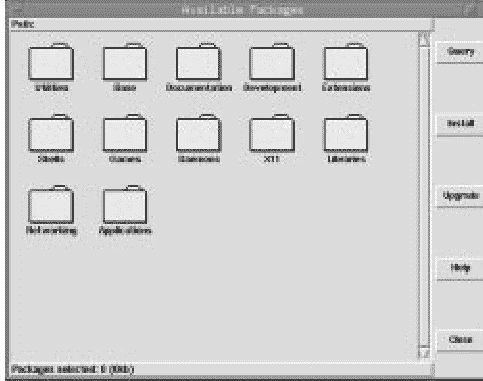 Available Packages
Path:
Utilities Base Documentation Development Extensions
Shells Games Daemons X11 Libraries
Networking Applications
Query
Install
Upgrade
Help
Close
Packages selected: 0 (0kb)